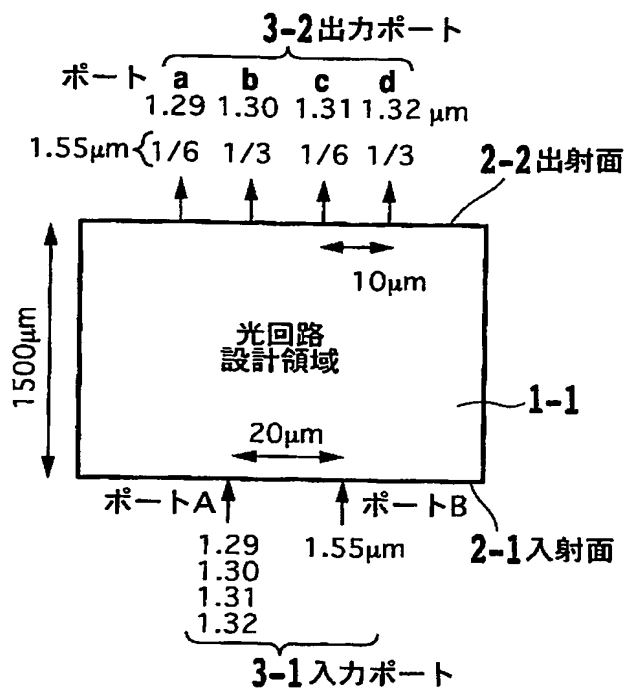 3-2出力ポート
ポート a b c d
1.29 1.30 1.31 1.32 μm
1.55μm { 1/6 1/3 1/6 1/3
2-2出射面
10μm
1500μm
光回路
設計領域
1-1
20μm
ポートA ポートB
2-1入射面
1.29 1.55μm
1.30
1.31
1.32
3-1入力ポート